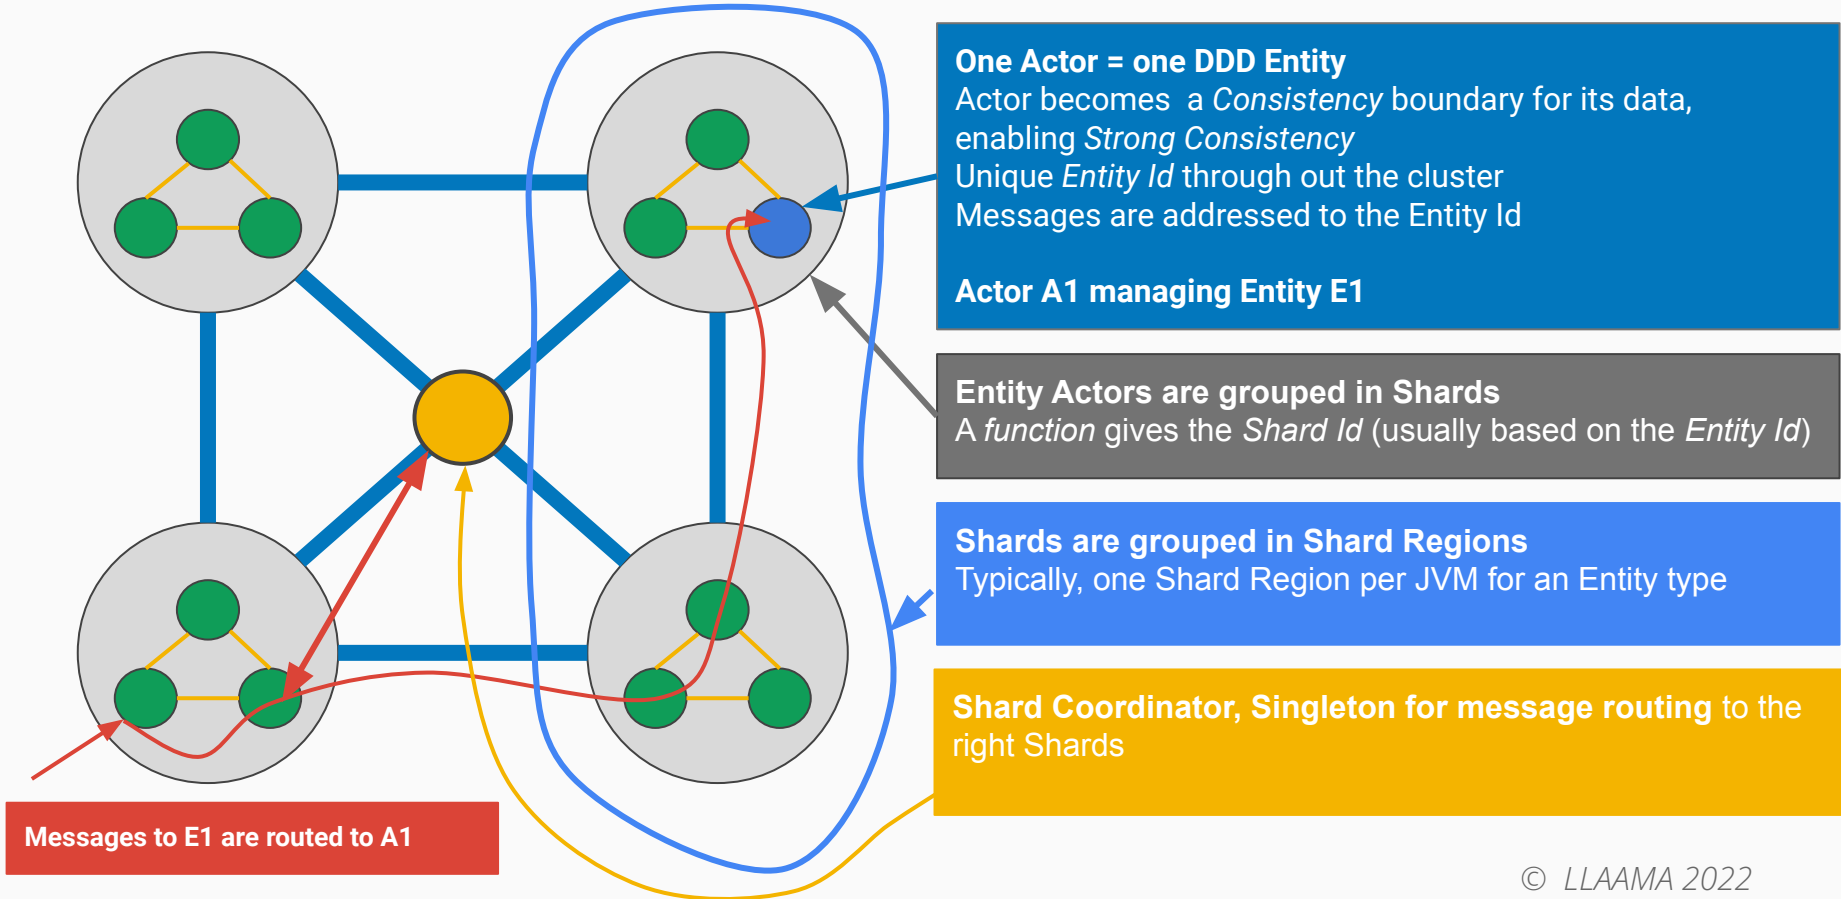 One Actor = one DDD Entity
Actor becomes a Consistency boundary for its data,
enabling Strong Consistency
Unique Entity Id through out the cluster
Messages are addressed to the Entity Id
Actor A1 managing Entity E1
Entity Actors are grouped in Shards
A function gives the Shard Id (usually based on the Entity Id)
Shards are grouped in Shard Regions
Typically, one Shard Region per JVM for an Entity type
Shard Coordinator, Singleton for message routing to the
right Shards
Messages to E1 are routed to A1
© LLAAMA 2022